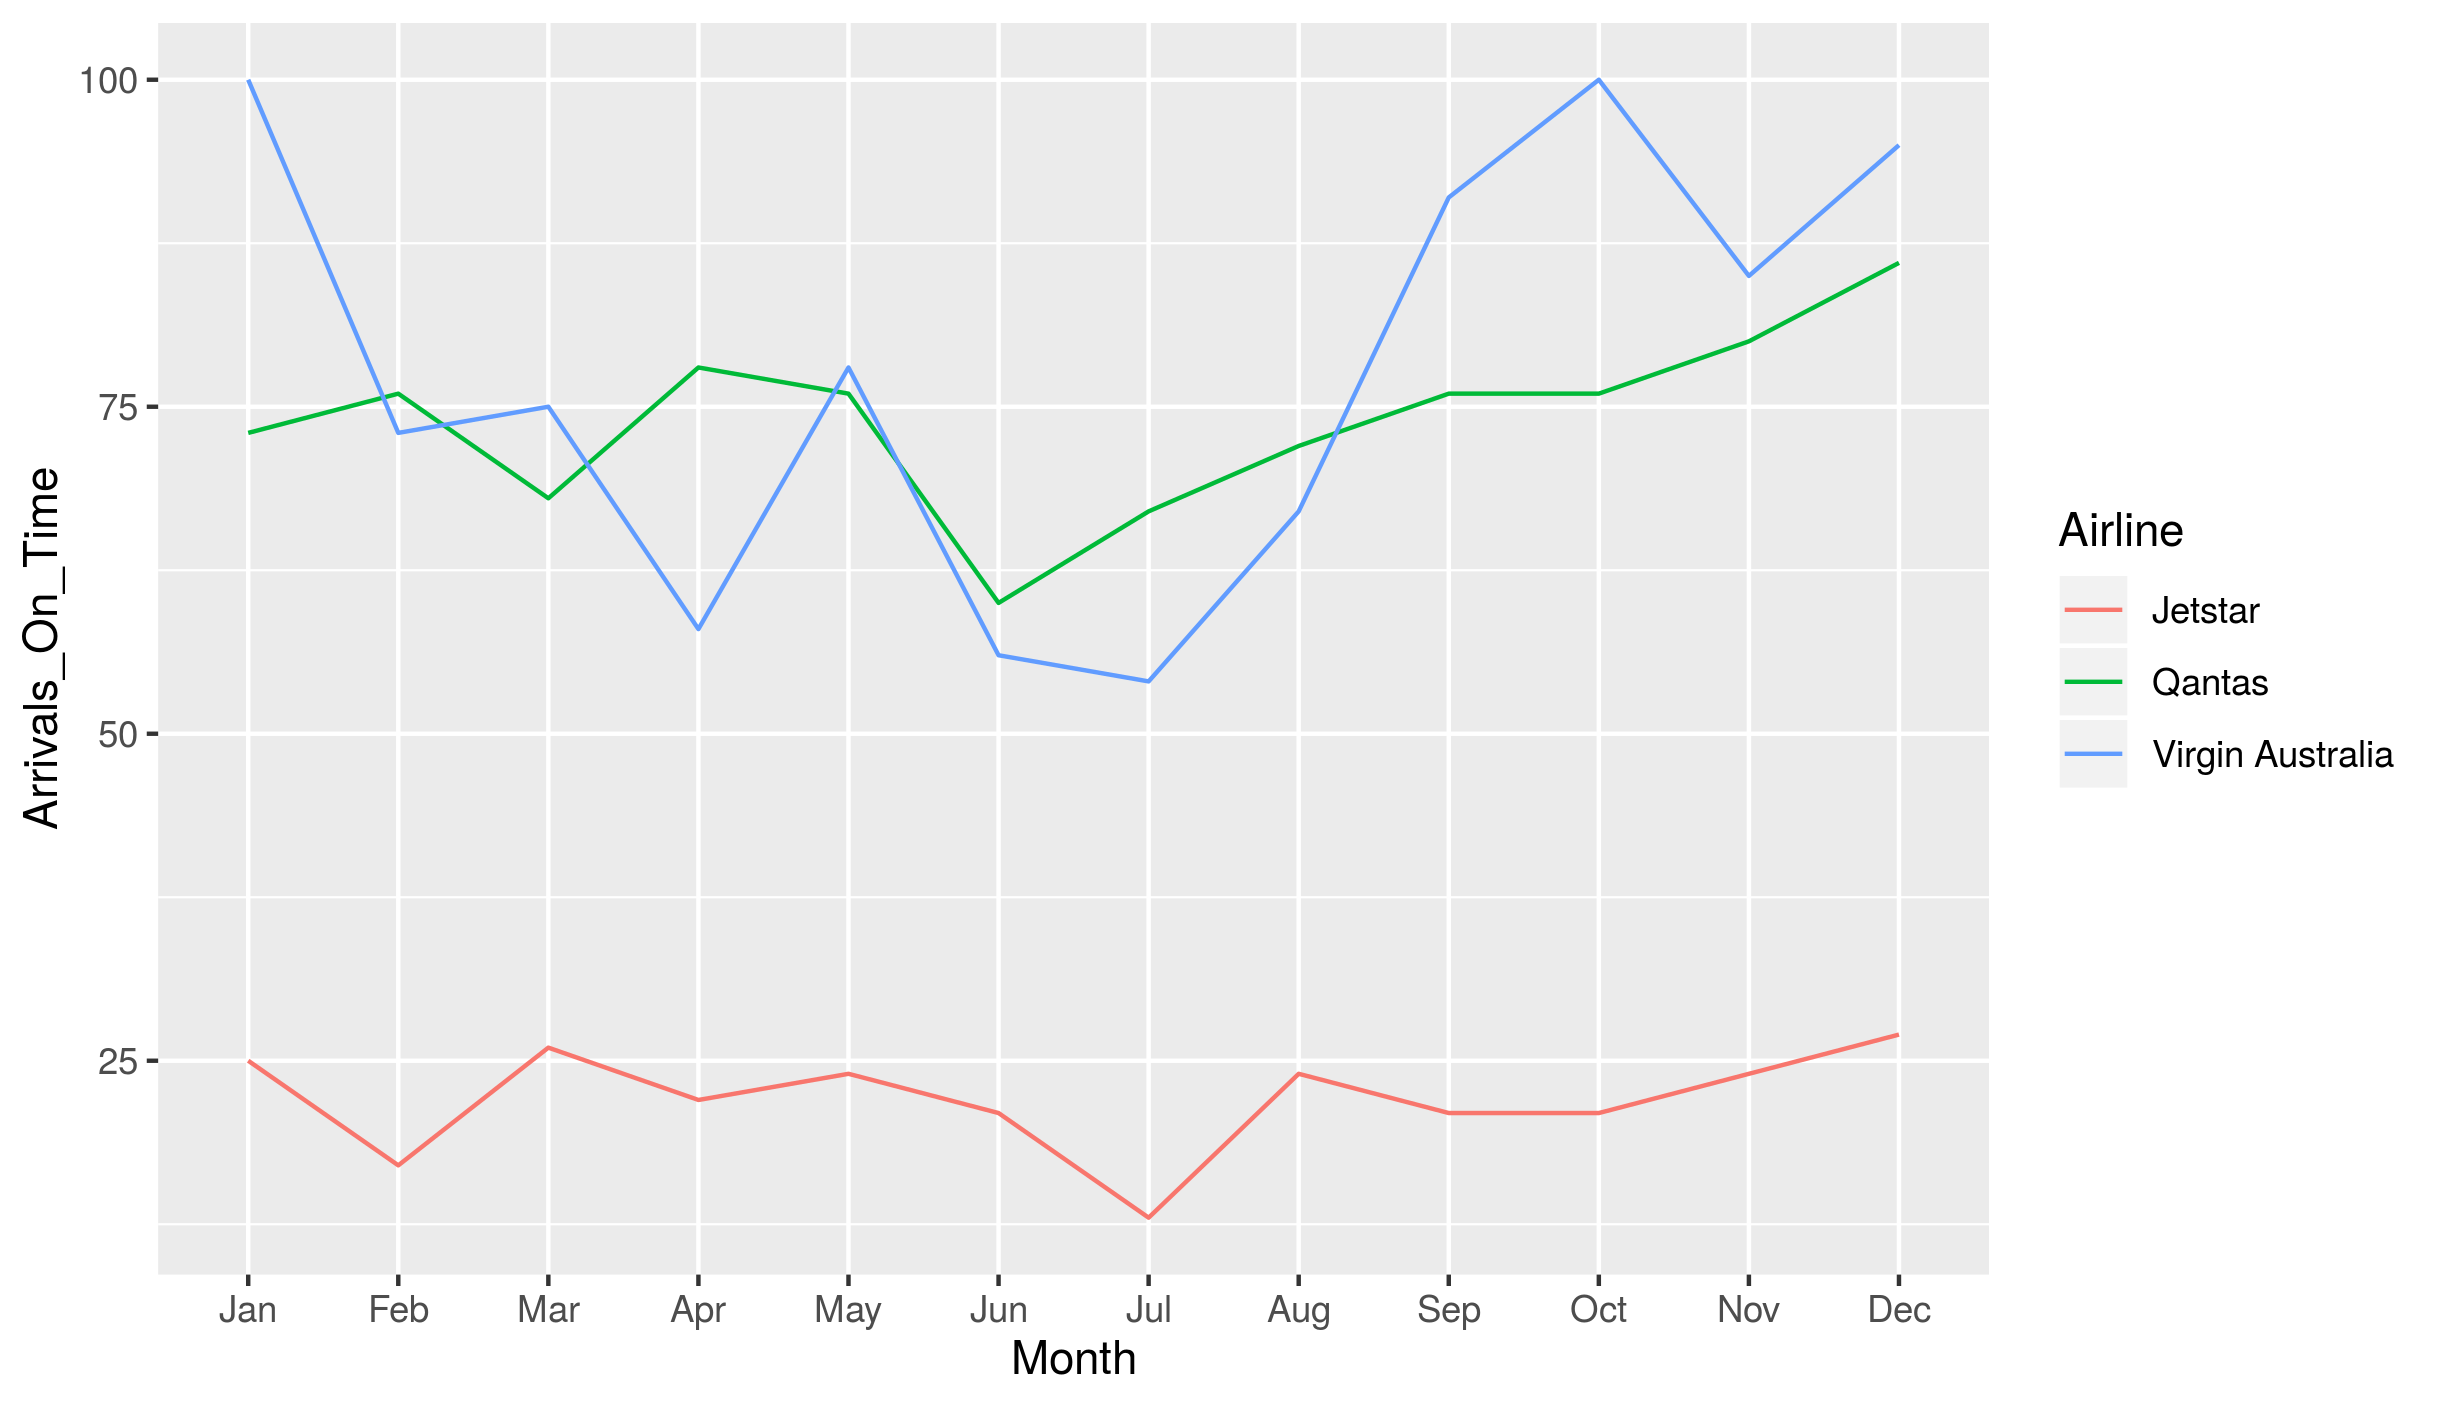 Arrivals_On_Time
100
75
50
25
Jan Feb Mar Apr May Jun Jul Aug Sep Oct Nov Dec
Month
Airline
Jetstar
Qantas
Virgin Australia